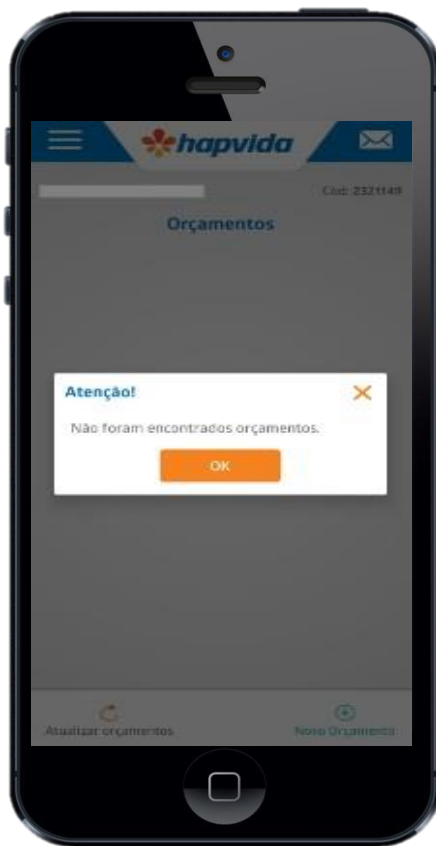 hapvida
Cód: 2321149
Orçamentos
Atenção!
Não foram encontrados orçamentos.
OK
Atualizar orçamentos
Novo Orçamento